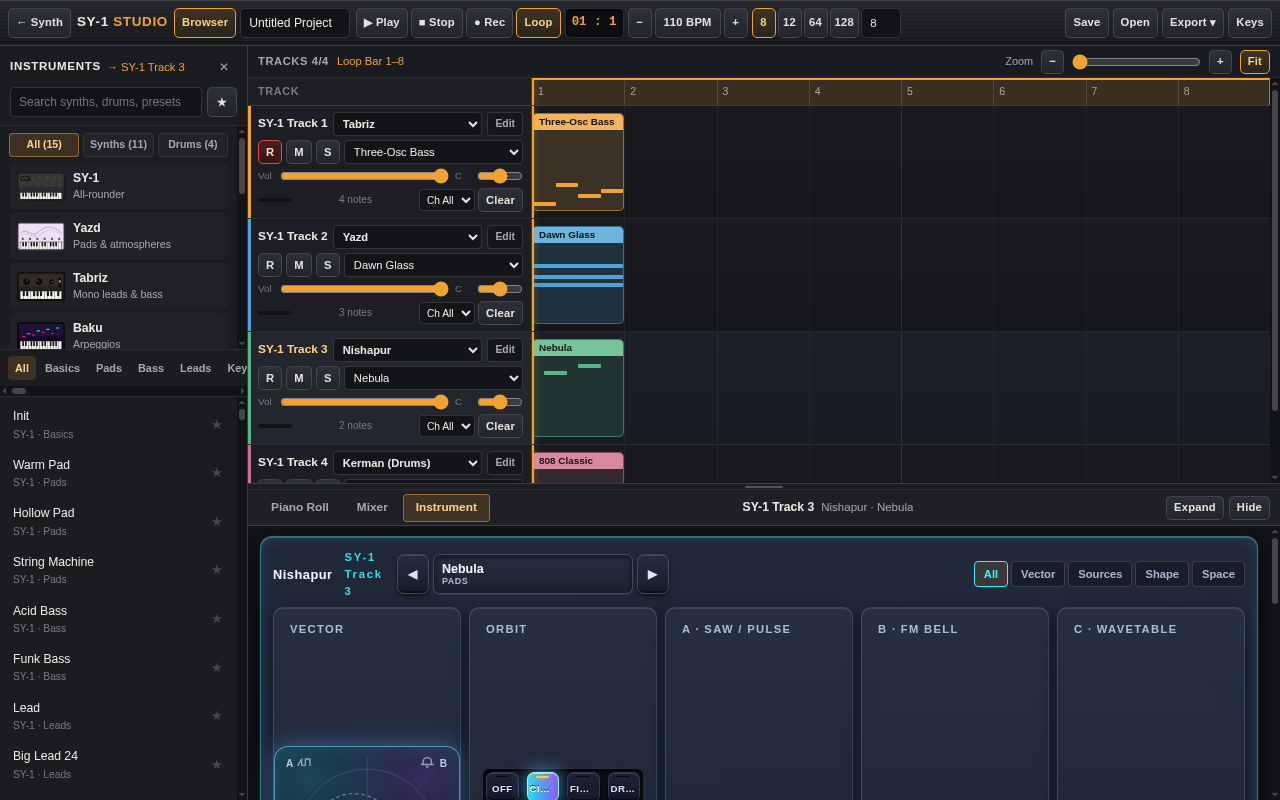 ← Synth SY-1 STUDIO Browser Untitled Project ▶ Play ■ Stop ● Rec Loop 01 : 1 − 110 BPM + 8 12 64 128 8 Save Open Export ▾ Keys
INSTRUMENTS → SY-1 Track 3 ✕
Search synths, drums, presets ★
All (15) Synths (11) Drums (4)
SY-1
All-rounder
Yazd
Pads & atmospheres
Tabriz
Mono leads & bass
Baku
Arpeggios
All Basics Pads Bass Leads Key
Init
SY-1 · Basics
Warm Pad
SY-1 · Pads
Hollow Pad
SY-1 · Pads
String Machine
SY-1 · Pads
Acid Bass
SY-1 · Bass
Funk Bass
SY-1 · Bass
Lead
SY-1 · Leads
Big Lead 24
SY-1 · Leads
TRACKS 4/4 Loop Bar 1–8 Zoom − + Fit
TRACK 1 2 3 4 5 6 7 8
SY-1 Track 1 Tabriz Edit
R M S Three-Osc Bass
Vol C
4 notes Ch All Clear
Three-Osc Bass
SY-1 Track 2 Yazd Edit
R M S Dawn Glass
Vol C
3 notes Ch All Clear
Dawn Glass
SY-1 Track 3 Nishapur Edit
R M S Nebula
Vol C
2 notes Ch All Clear
Nebula
SY-1 Track 4 Kerman (Drums) Edit
808 Classic
Piano Roll Mixer Instrument SY-1 Track 3 Nishapur · Nebula Expand Hide
Nishapur SY-1 Track 3 ◀ Nebula ▶ All Vector Sources Shape Space
PADS
VECTOR ORBIT A · SAW / PULSE B · FM BELL C · WAVETABLE
A B
OFF CI… FI… DR…